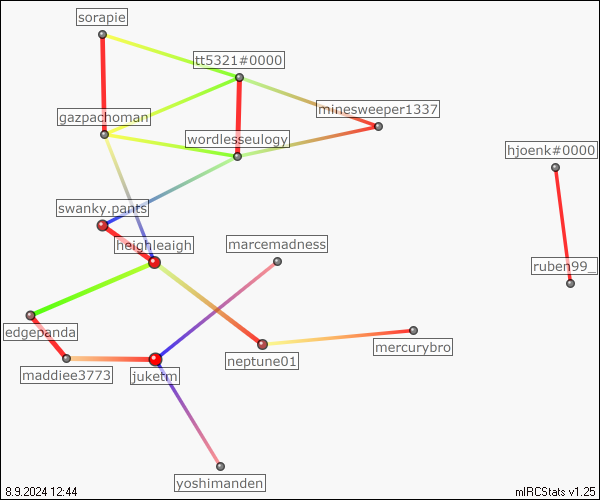 sorapie
tt5321#0000
minesweeper1337
gazpachoman
wordlesseulogy
hjoenk#0000
swanky.pants
heighleaigh
marcemadness
ruben99_
edgepanda
mercurybro
neptune01
maddiee3773
juketm
yoshimanden
8.9.2024 12:44
mIRCStats v1.25